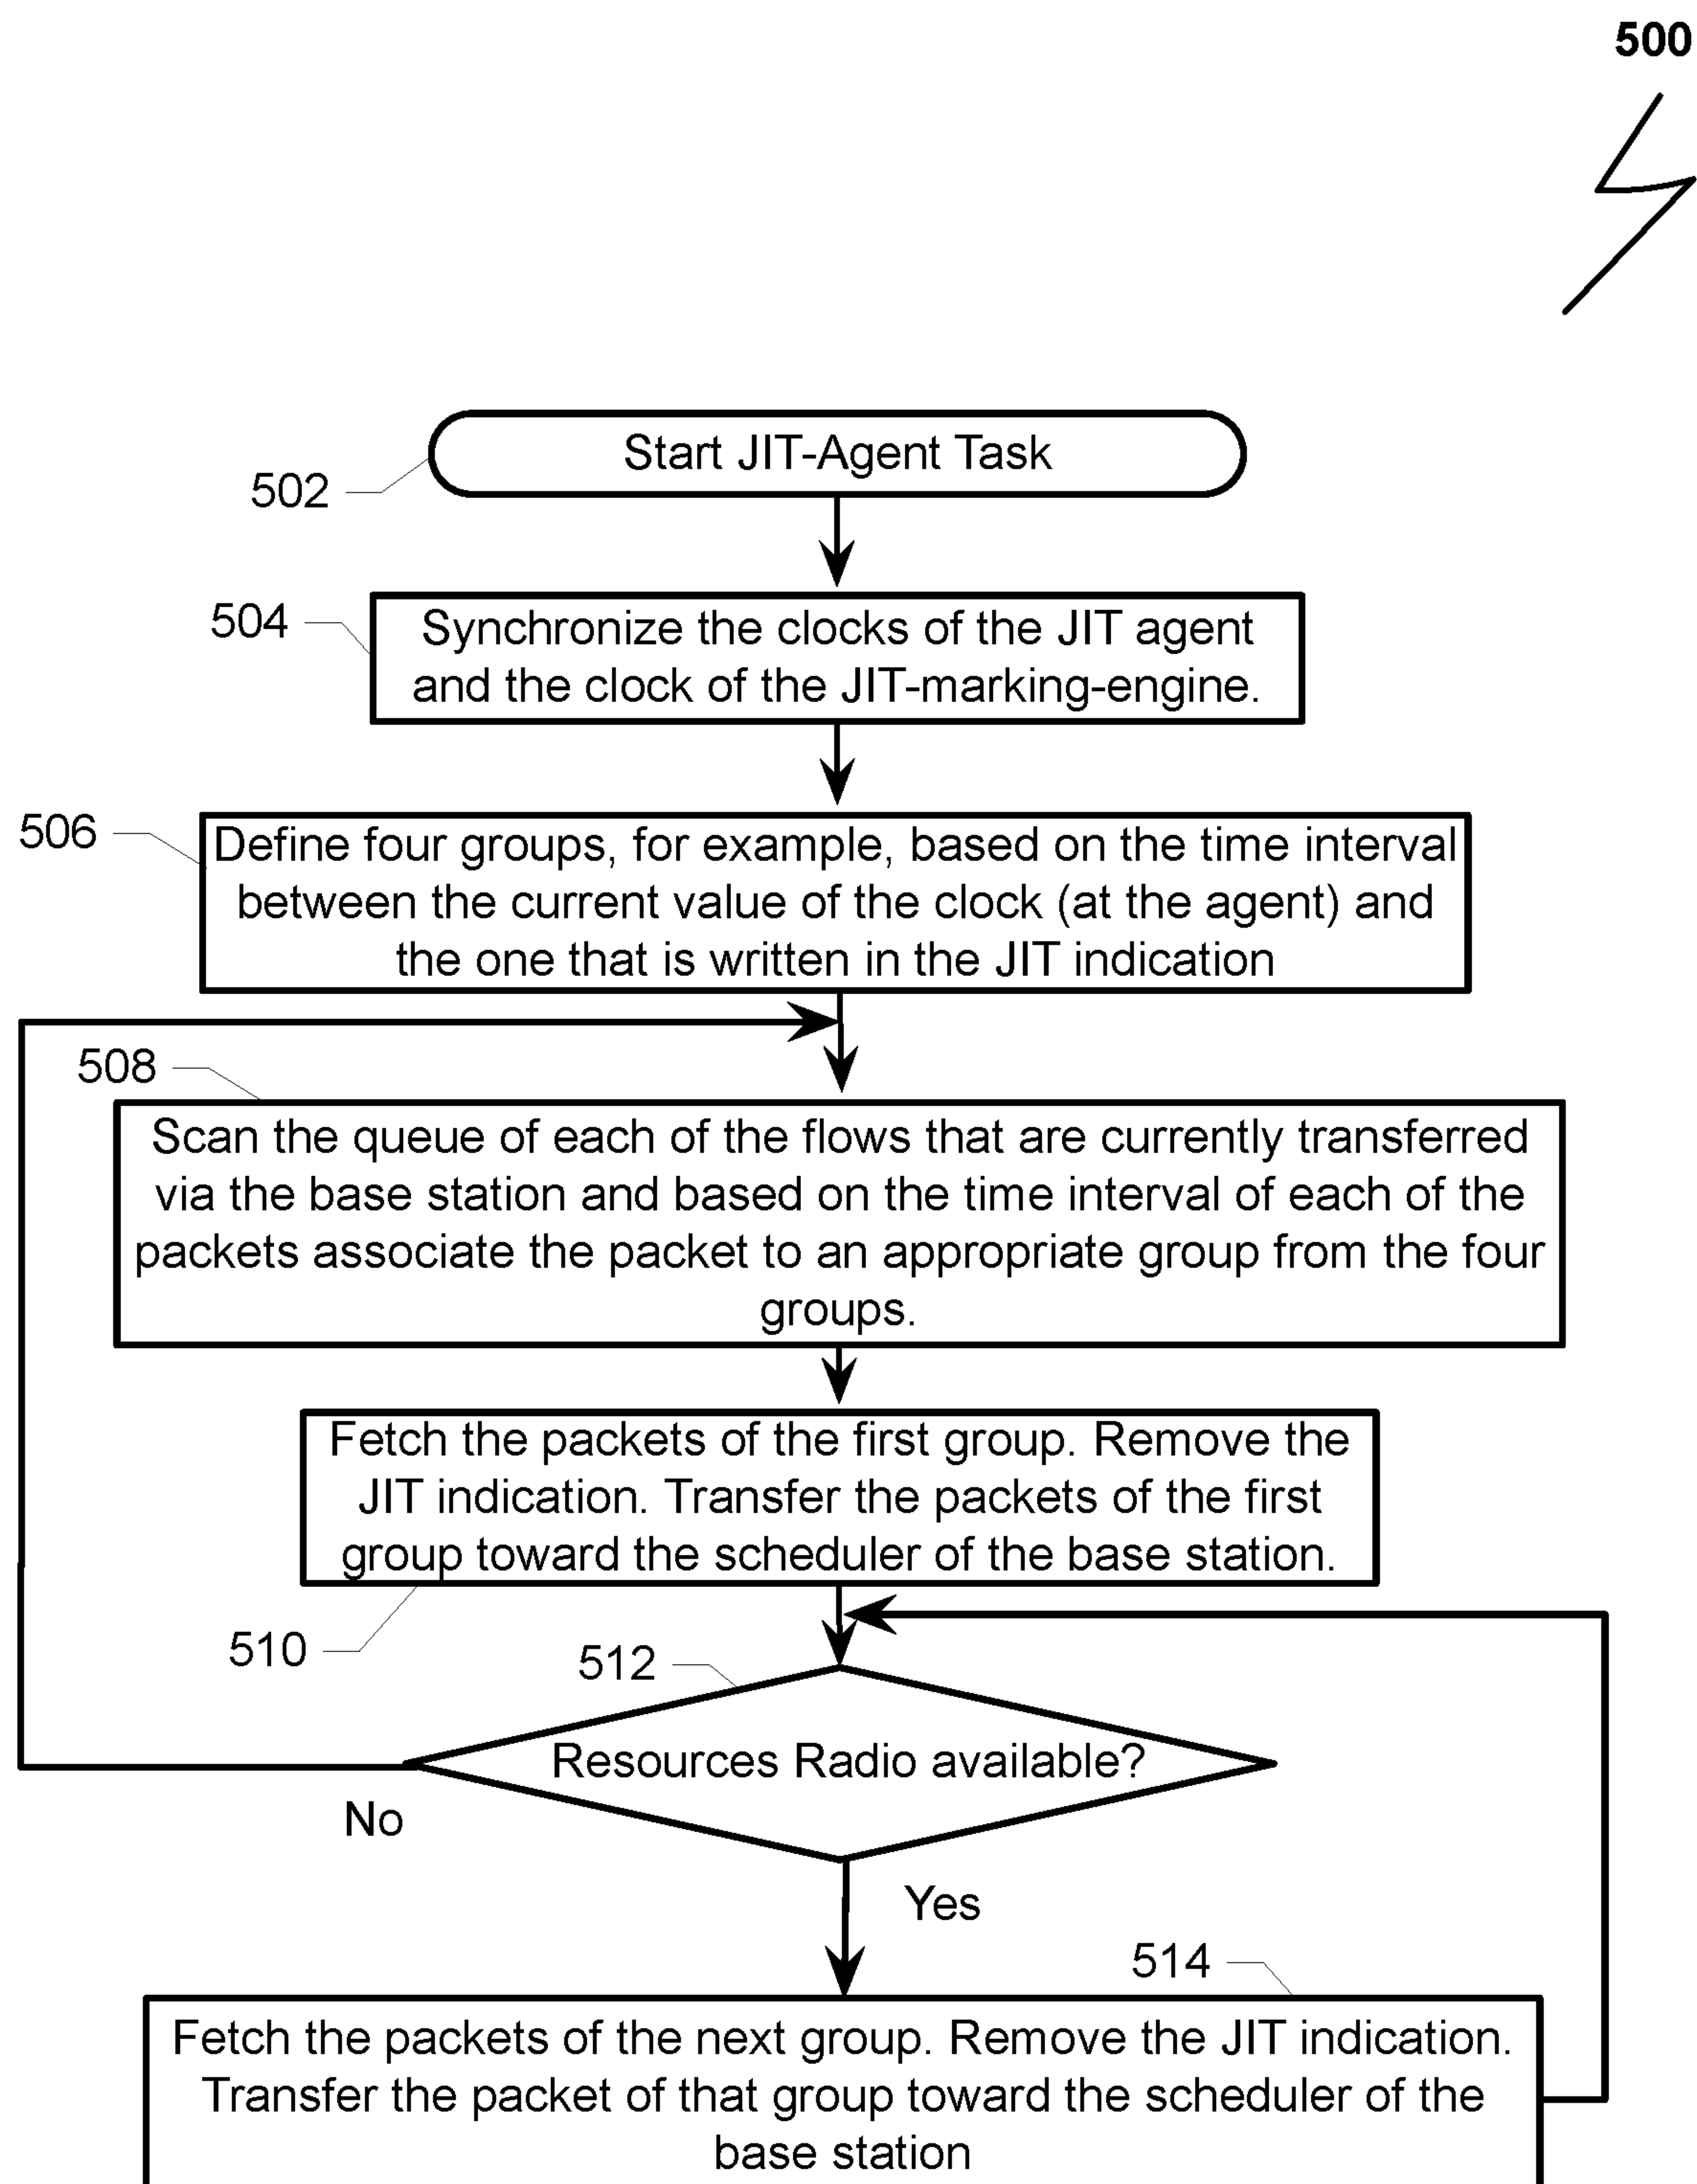 500
Start JIT-Agent Task
502
504
Synchronize the clocks of the JIT agent
and the clock of the JIT-marking-engine.
506
Define four groups, for example, based on the time interval
between the current value of the clock (at the agent) and
the one that is written in the JIT indication
508
Scan the queue of each of the flows that are currently transferred
via the base station and based on the time interval of each of the
packets associate the packet to an appropriate group from the four
groups.
Fetch the packets of the first group. Remove the
JIT indication. Transfer the packets of the first
group toward the scheduler of the base station.
510
512
Resources Radio available?
No
Yes
514
Fetch the packets of the next group. Remove the JIT indication.
Transfer the packet of that group toward the scheduler of the
base station